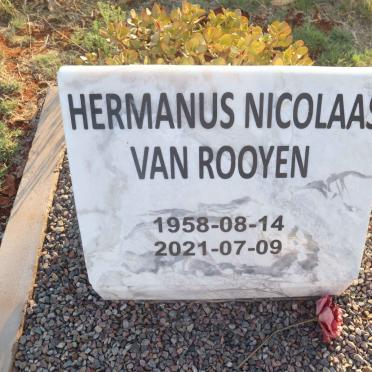 HERMANUS NICOLAAS
VAN ROOYEN
1958-08-14
2021-07-09